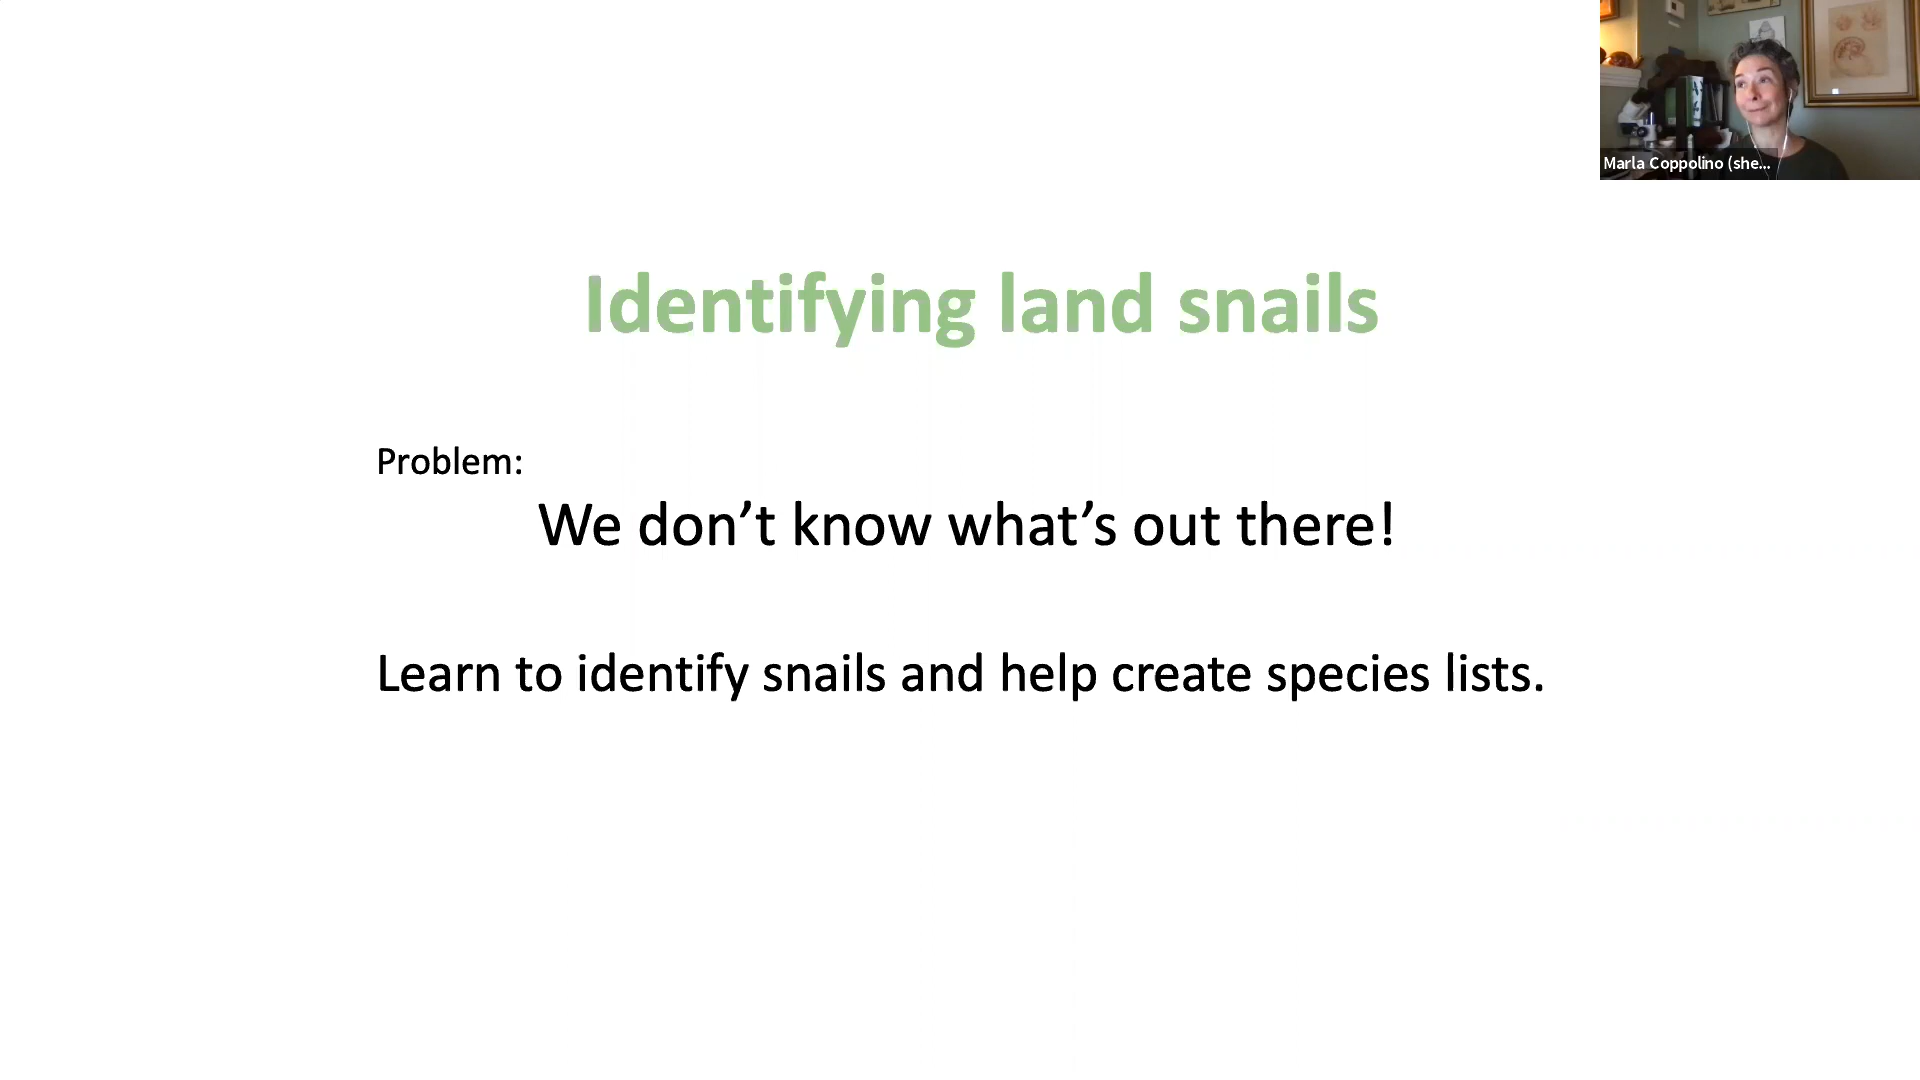 Marla Coppolino (she...
Identifying land snails
Problem:
We don’t know what’s out there!
Learn to identify snails and help create species lists.